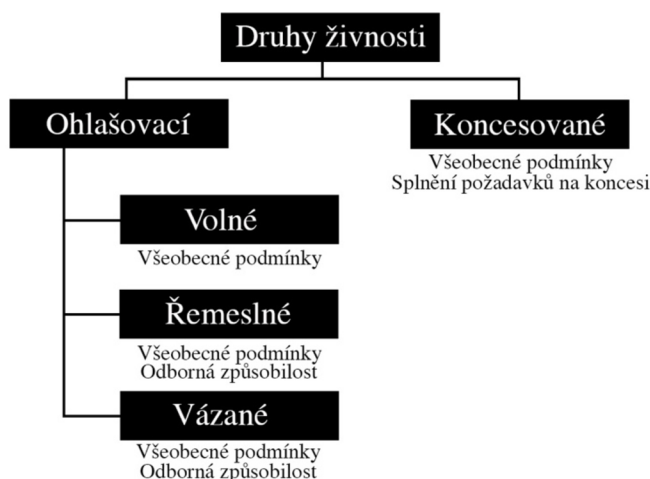 Druhy živnosti
Ohlašovací
Koncesované
Všeobecné podmínky
Splnění požadavků na koncesi
Volné
Všeobecné podmínky
Řemeslné
Všeobecné podmínky
Odborná způsobilost
Vázané
Všeobecné podmínky
Odborná způsobilost